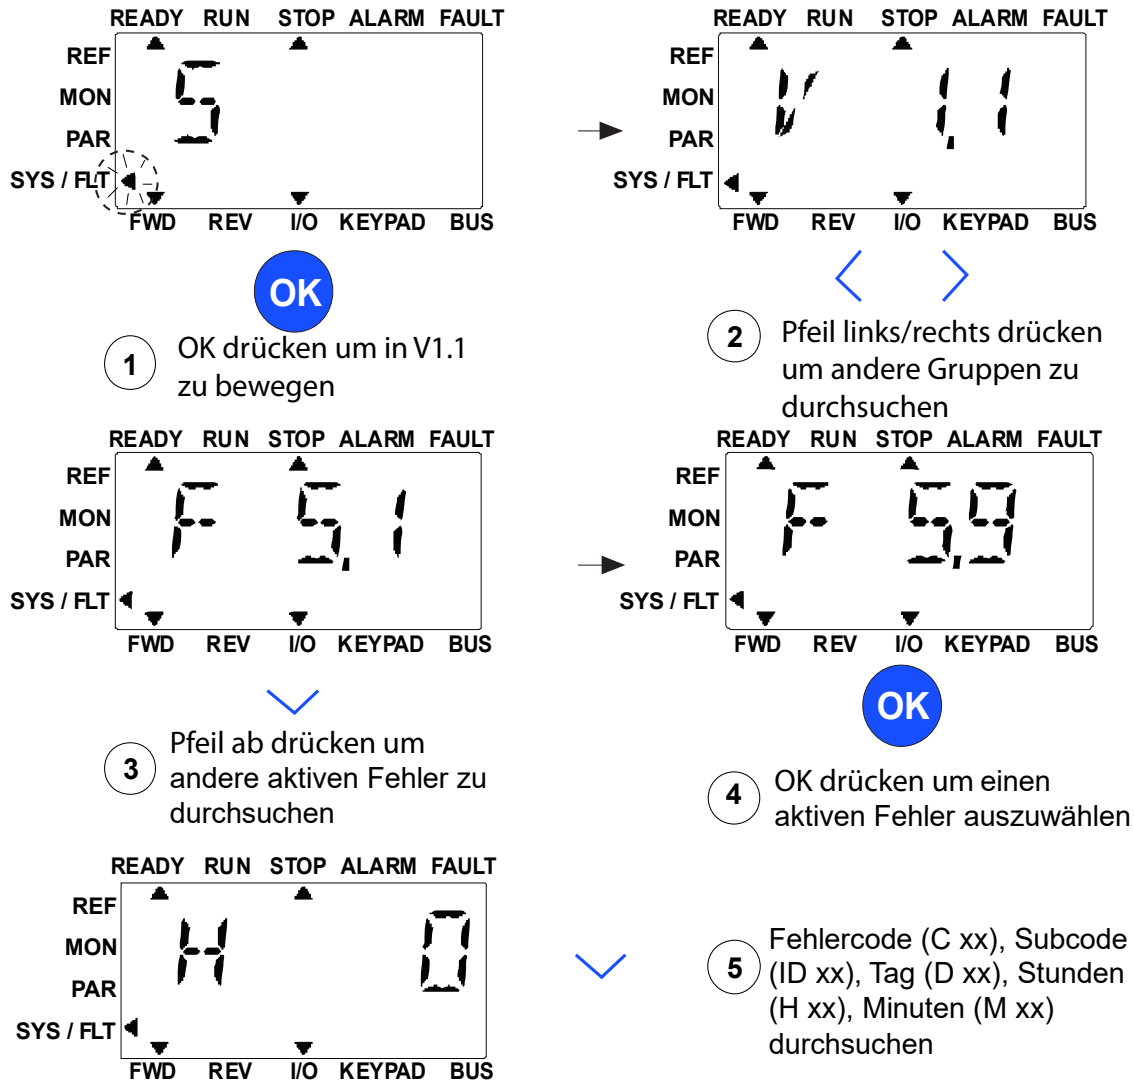 READY RUN STOP ALARM FAULT
REF
MON
PAR
SYS / FLT
S
FWD REV I/O KEYPAD BUS
OK
1
OK drücken um in V1.1
zu bewegen
READY RUN STOP ALARM FAULT
REF
MON
PAR
SYS / FLT
V 1,1
FWD REV I/O KEYPAD BUS
2
Pfeil links/rechts drücken
um andere Gruppen zu
durchsuchen
READY RUN STOP ALARM FAULT
REF
MON
PAR
SYS / FLT
F 5,1
FWD REV I/O KEYPAD BUS
3
Pfeil ab drücken um
andere aktiven Fehler zu
durchsuchen
READY RUN STOP ALARM FAULT
REF
MON
PAR
SYS / FLT
F 5,9
FWD REV I/O KEYPAD BUS
OK
4
OK drücken um einen
aktiven Fehler auszuwählen
READY RUN STOP ALARM FAULT
REF
MON
PAR
SYS / FLT
H 0
FWD REV I/O KEYPAD BUS
5
Fehlercode (C xx), Subcode
(ID xx), Tag (D xx), Stunden
(H xx), Minuten (M xx)
durchsuchen